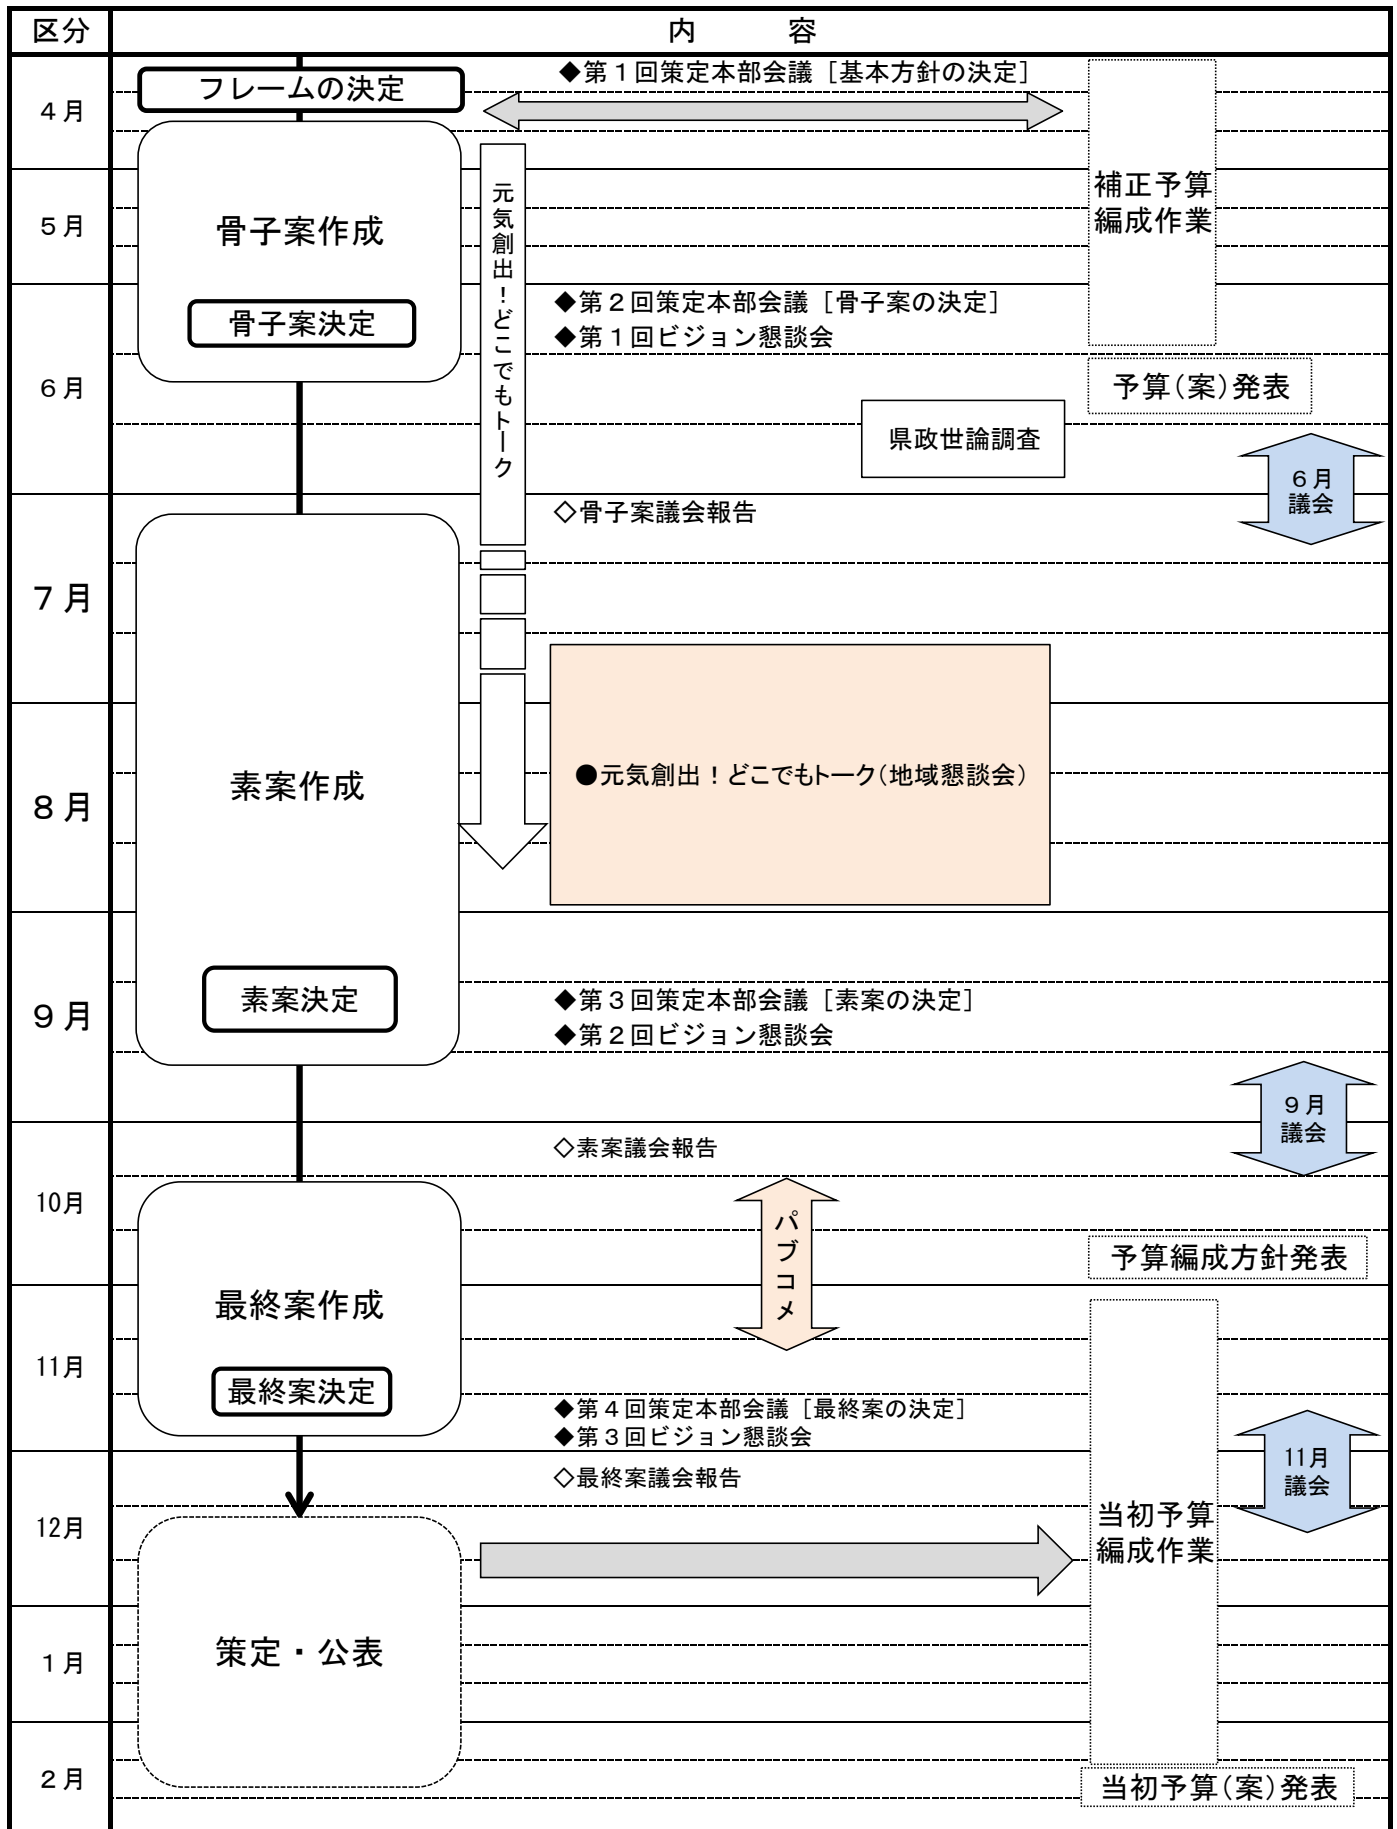 区分
内　　容
4月
フレームの決定
◆第１回策定本部会議［基本方針の決定］
補正予算
編成作業
5月
骨子案作成
元気創出！どこでもトーク
骨子案決定
◆第２回策定本部会議［骨子案の決定］
◆第１回ビジョン懇談会
6月
予算（案）発表
県政世論調査
６月
議会
◇骨子案議会報告
７月
素案作成
●元気創出！どこでもトーク（地域懇談会）
８月
９月
素案決定
◆第３回策定本部会議［素案の決定］
◆第２回ビジョン懇談会
９月
議会
◇素案議会報告
10月
パブコメ
予算編成方針発表
最終案作成
11月
最終案決定
◆第４回策定本部会議［最終案の決定］
◆第３回ビジョン懇談会
11月
議会
◇最終案議会報告
12月
当初予算
編成作業
策定・公表
１月
２月
当初予算（案）発表